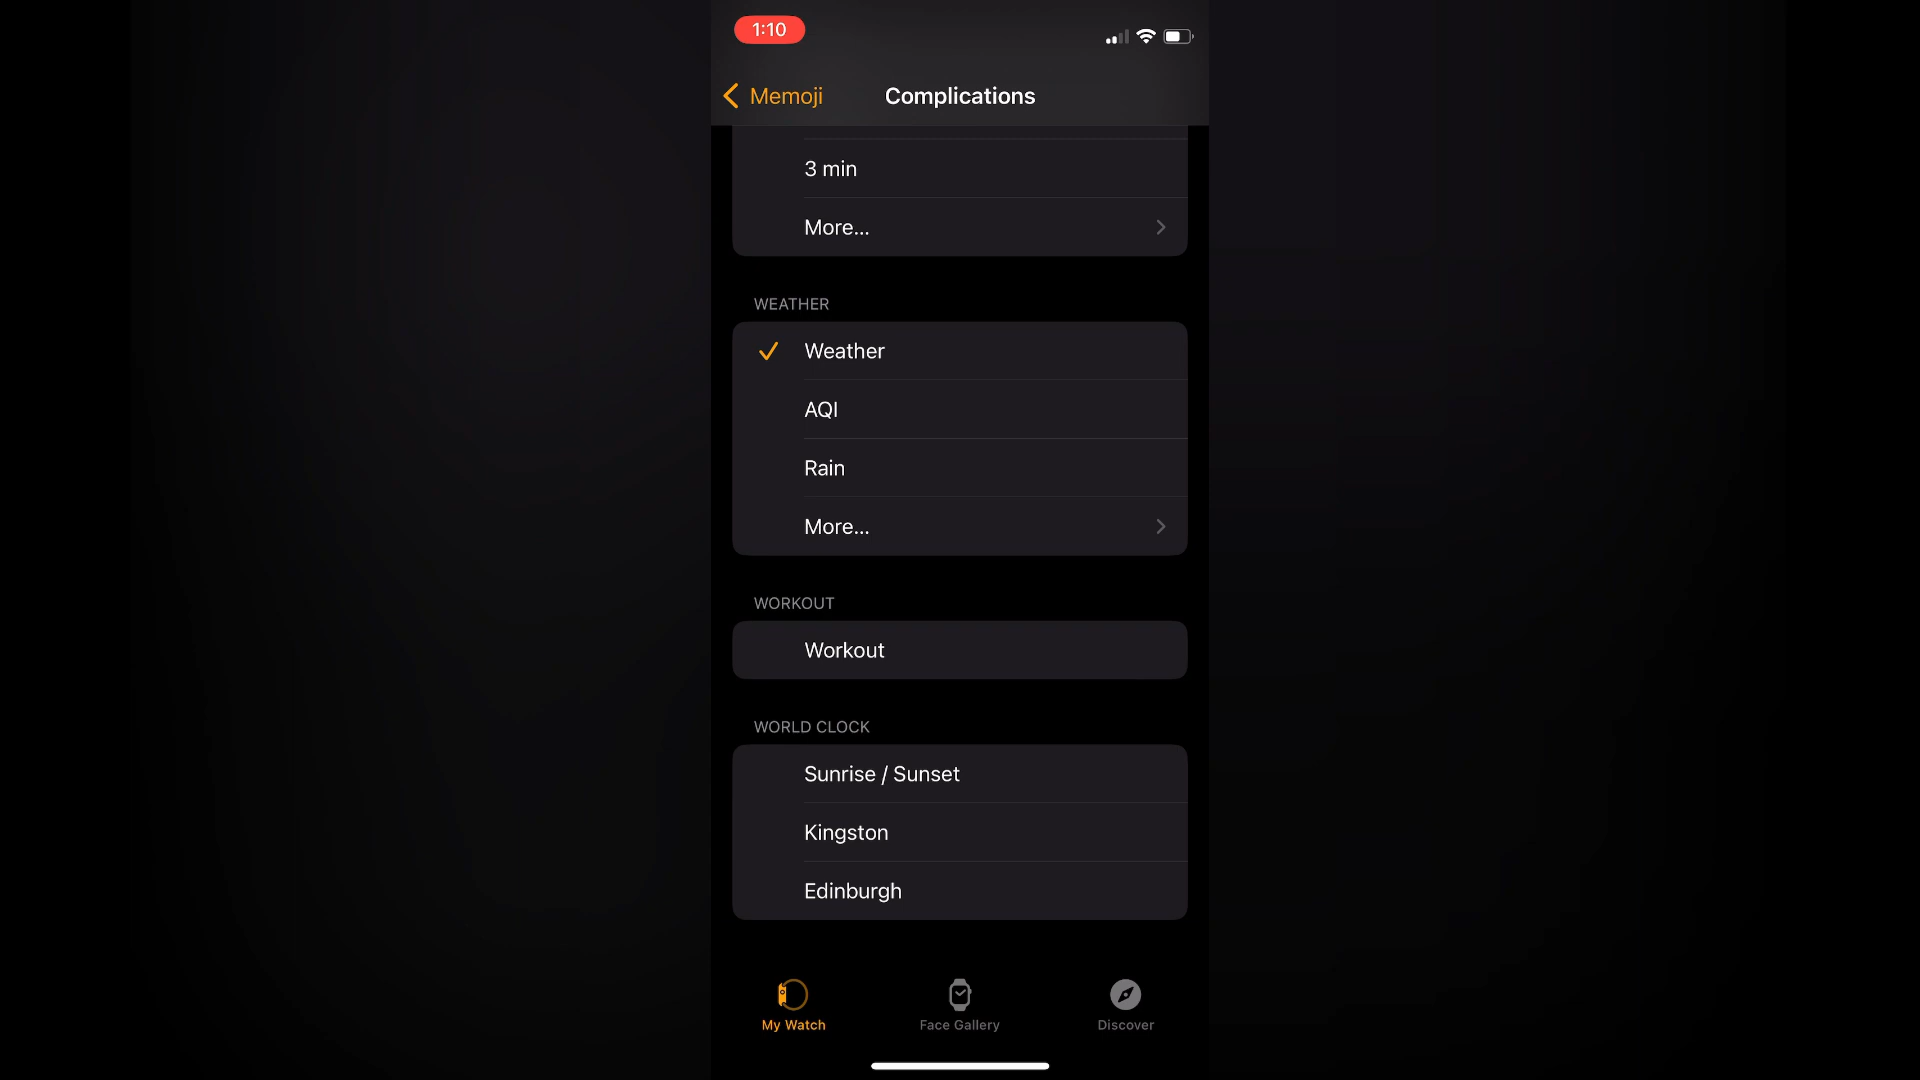 1:10
Memoji
Complications
3 min
More...
WEATHER
Weather
AQI
Rain
More...
WORKOUT
Workout
WORLD CLOCK
Sunrise / Sunset
Kingston
Edinburgh
My Watch
Face Gallery
Discover